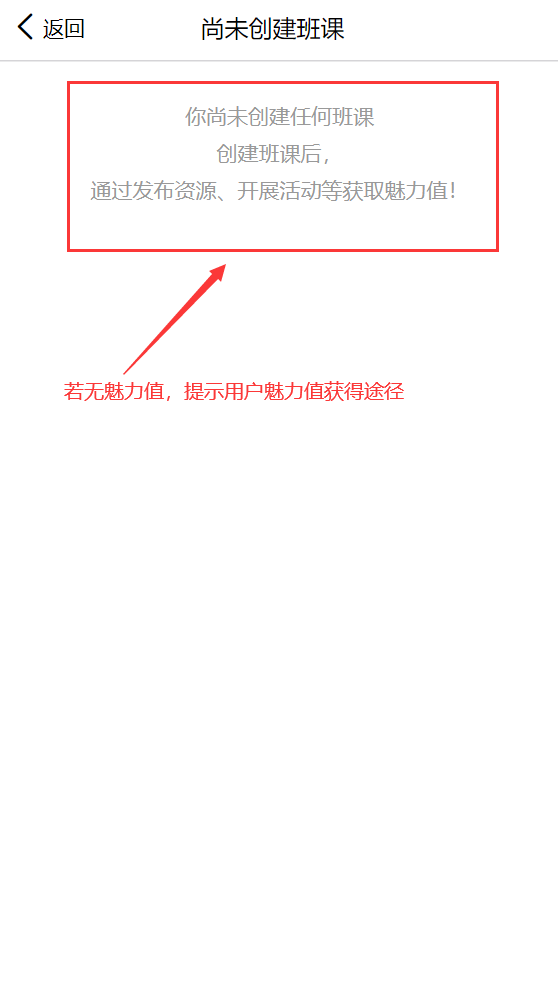 返回
尚未创建班课
你尚未创建任何班课
创建班课后，
通过发布资源、开展活动等获取魅力值！
若无魅力值，提示用户魅力值获得途径